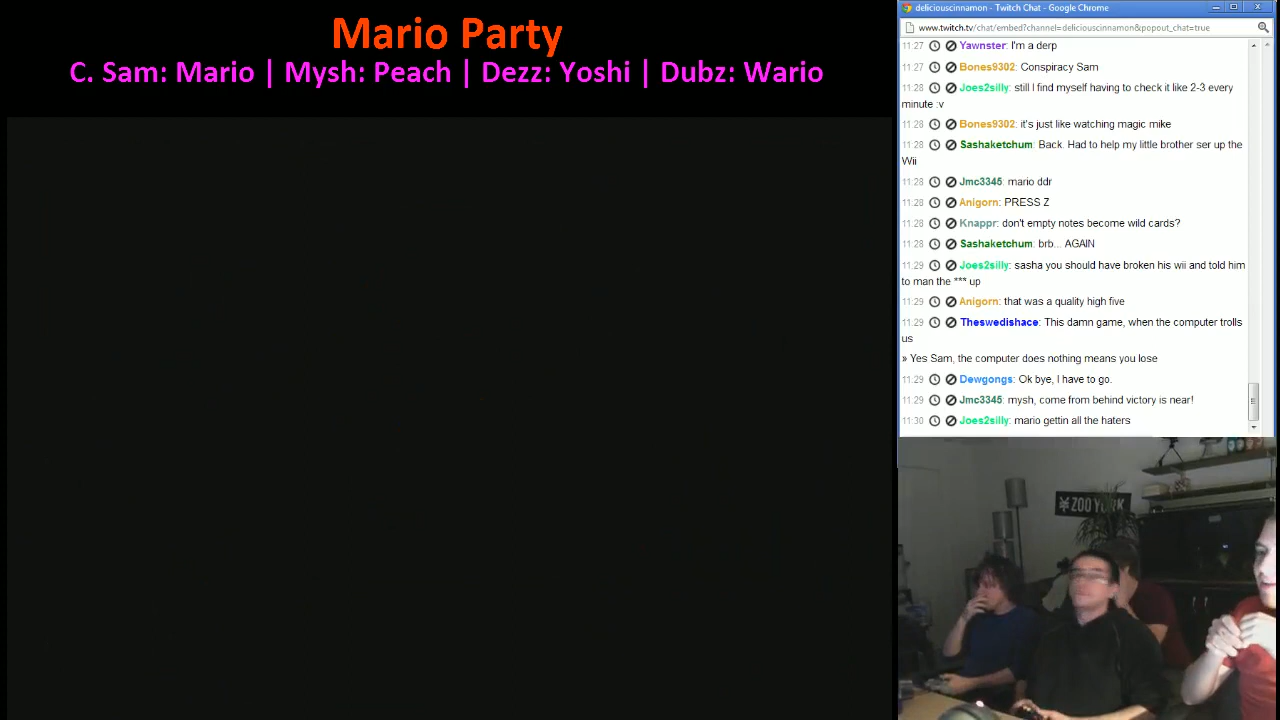 Mario Party
C. Sam: Mario | Mysh: Peach | Dezz: Yoshi | Dubz: Wario
deliciouscinnamon - Twitch Chat - Google Chrome
www.twitch.tv/chat/embed?channel=deliciouscinnamon&popout_chat=true
11:27 Yawnster: I'm a derp
11:27 Bones9302: Conspiracy Sam
11:28 Joes2silly: still I find myself having to check it like 2-3 every
minute :v
11:28 Bones9302: it's just like watching magic mike
11:28 Sashaketchum: Back. Had to help my little brother ser up the
Wii
11:28 Jmc3345: mario ddr
11:28 Anigorn: PRESS Z
11:28 Knappr: don't empty notes become wild cards?
11:28 Sashaketchum: brb... AGAIN
11:29 Joes2silly: sasha you should have broken his wii and told him
to man the *** up
11:29 Anigorn: that was a quality high five
11:29 Theswedishace: This damn game, when the computer trolls
us
» Yes Sam, the computer does nothing means you lose
11:29 Dewgongs: Ok bye, I have to go.
11:29 Jmc3345: mysh, come from behind victory is near!
11:30 Joes2silly: mario gettin all the haters
ZOO YORK